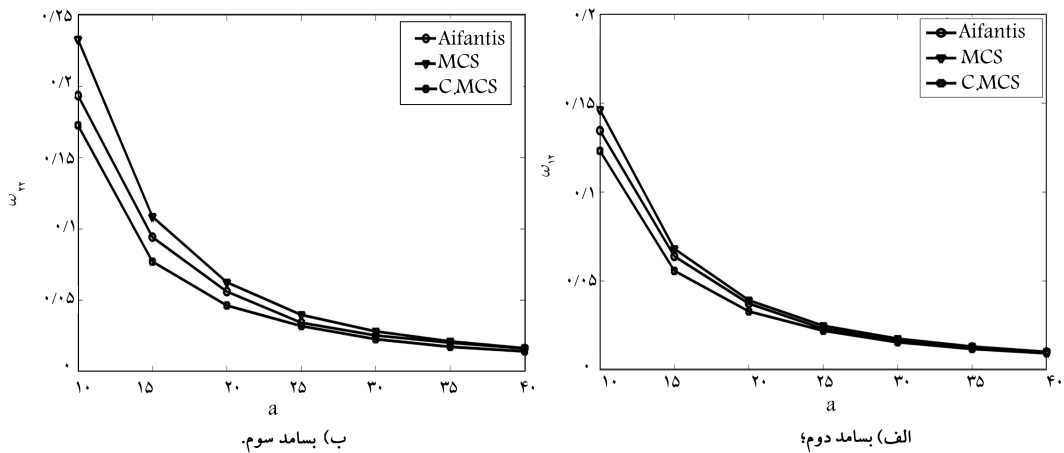 ۰/۲۵
۰/۲
۰/۱۵
۰/۱
۰/۰۵
۰
ω۲۲
۱۰ ۱۵ ۲۰ ۲۵ ۳۰ ۳۵ ۴۰
a
Aifantis
MCS
C.MCS
ب) بسامد سوم.
۰/۲
۰/۱۵
۰/۱
۰/۰۵
۰
ω۱۲
۱۰ ۱۵ ۲۰ ۲۵ ۳۰ ۳۵ ۴۰
a
Aifantis
MCS
C.MCS
الف) بسامد دوم؛